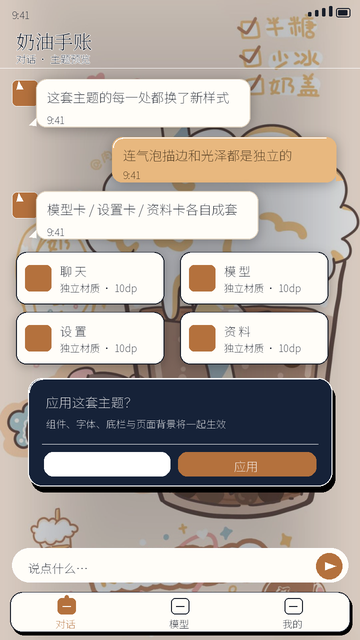 9:41
奶油手账
半糖
少冰
奶盖
这套主题的每一处都换了新样式
9:41
连气泡描边和光泽都是独立的
9:41
模型卡 / 设置卡 / 资料卡各自成套
9:41
聊天
独立材质 · 10dp
模型
独立材质 · 10dp
设置
独立材质 · 10dp
资料
独立材质 · 10dp
应用这套主题?
组件、字体、底栏与页面背景将一起生效
应用
说点什么…
对话
模型
我的